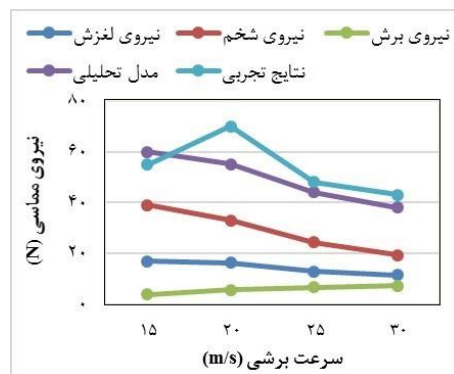 نیروی لغزش نیروی شخم نیروی برش
مدل تحلیلی نتایج تجربی
۸۰
۶۰
۴۰
۲۰
۰
نیروی مماسی
(N)
۱۵ ۲۰ ۲۵ ۳۰
سرعت برشی (m/s)